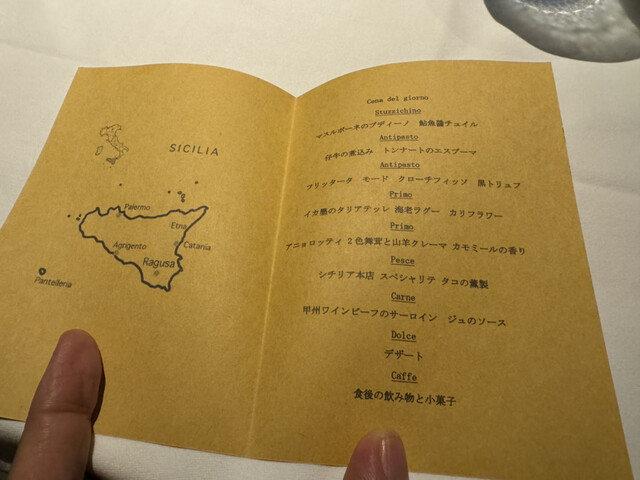 SICILIA
Palermo
Etna
Catania
Agrigento
Ragusa
Pantelleria
Cena del giorno
Stuzzichino
マスルポーネのブディーノ 鮎魚醤チュイル
Antipasto
仔牛の煮込み トンナートのエスプーマ
Antipasto
フリッタータ モード クローチフィッソ 黒トリュフ
Primo
イカ墨のタリアテッレ 海老ラグー カリフラワー
Primo
アニョロッティ 2色舞茸と山羊クレーマ カモミールの香り
Pesce
シチリア本店 スペシャリテ タコの燻製
Carne
甲州ワインビーフのサーロイン ジュのソース
Dolce
デザート
Caffe
食後の飲み物と小菓子